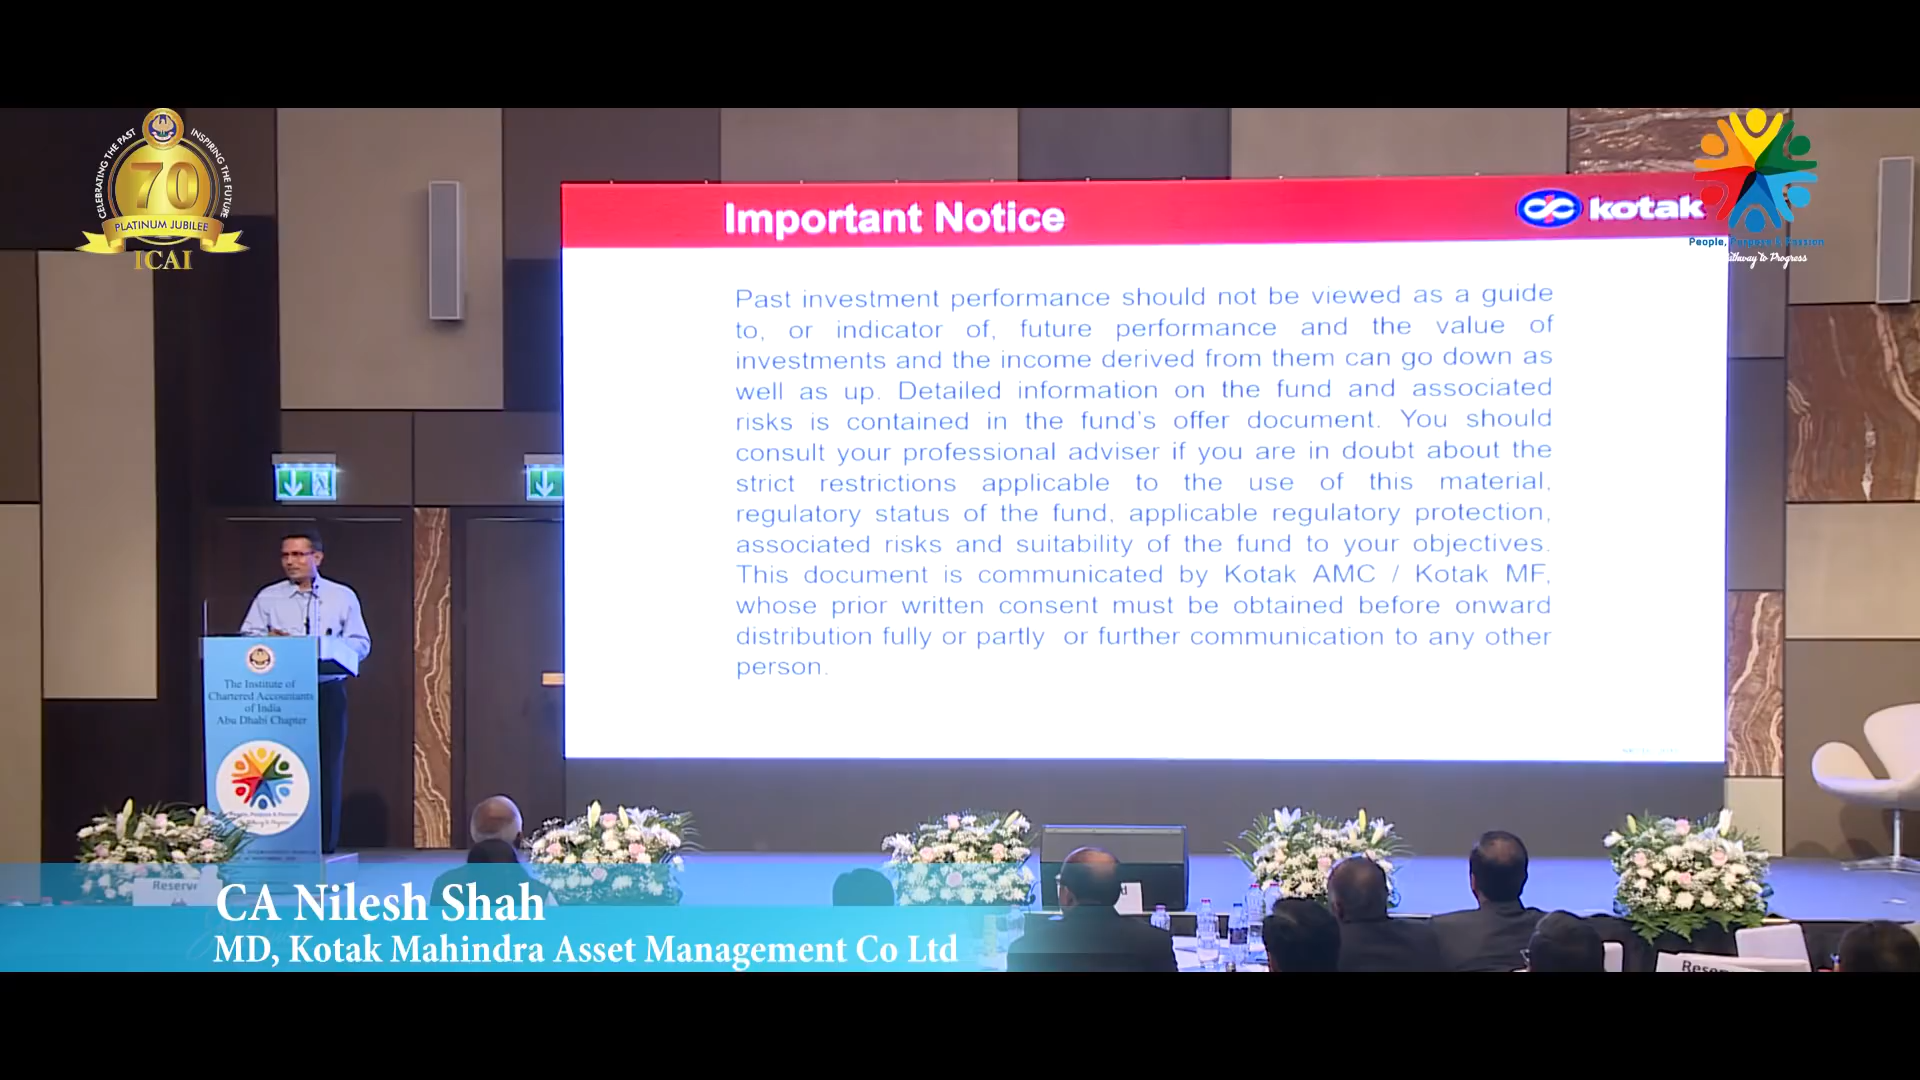 CELEBRATING THE PAST
INSPIRING THE FUTURE
70
PLATINUM JUBILEE
ICAI
Important Notice
kotak
People, Purpose & Passion
Pathway to Progress
Past investment performance should not be viewed as a guide
to, or indicator of, future performance and the value of
investments and the income derived from them can go down as
well as up. Detailed information on the fund and associated
risks is contained in the fund's offer document. You should
consult your professional adviser if you are in doubt about the
strict restrictions applicable to the use of this material,
regulatory status of the fund, applicable regulatory protection,
associated risks and suitability of the fund to your objectives.
This document is communicated by Kotak AMC / Kotak MF,
whose prior written consent must be obtained before onward
distribution fully or partly or further communication to any other
person.
The Institute of
Chartered Accountants
of India
Abu Dhabi Chapter
CA Nilesh Shah
MD, Kotak Mahindra Asset Management Co Ltd